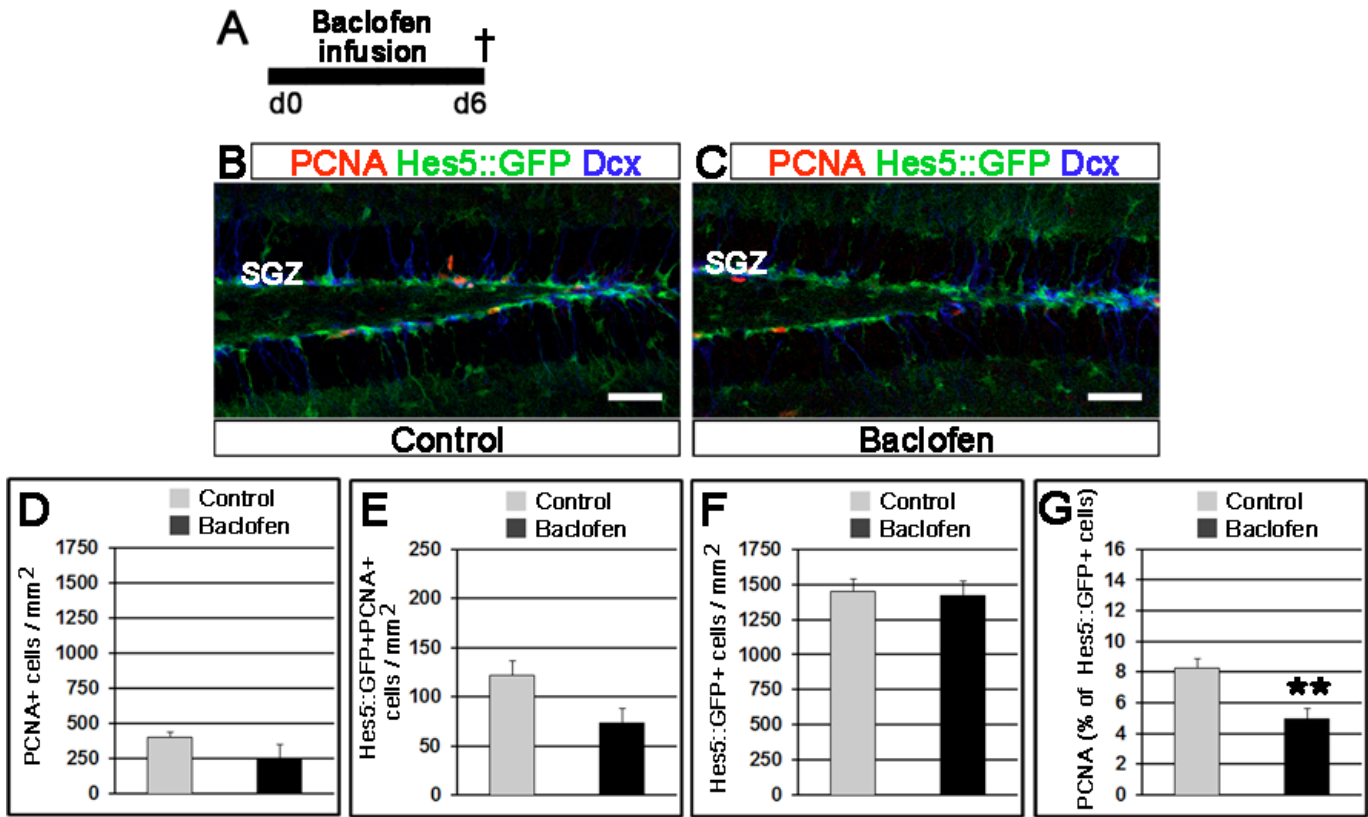 A
Baclofen
infusion
†
d0 d6
B PCNA Hes5::GFP Dcx
SGZ
Control
C PCNA Hes5::GFP Dcx
SGZ
Baclofen
D
Control
Baclofen
PCNA+ cells / mm2
1750
1500
1250
1000
750
500
250
0
E
Control
Baclofen
Hes5::GFP+PCNA+
cells / mm2
250
200
150
100
50
0
F
Control
Baclofen
Hes5::GFP+ cells / mm2
1750
1500
1250
1000
750
500
250
0
G
Control
Baclofen
PCNA (% of Hes5::GFP+ cells)
16
14
12
10
8
6
4
2
0
★★